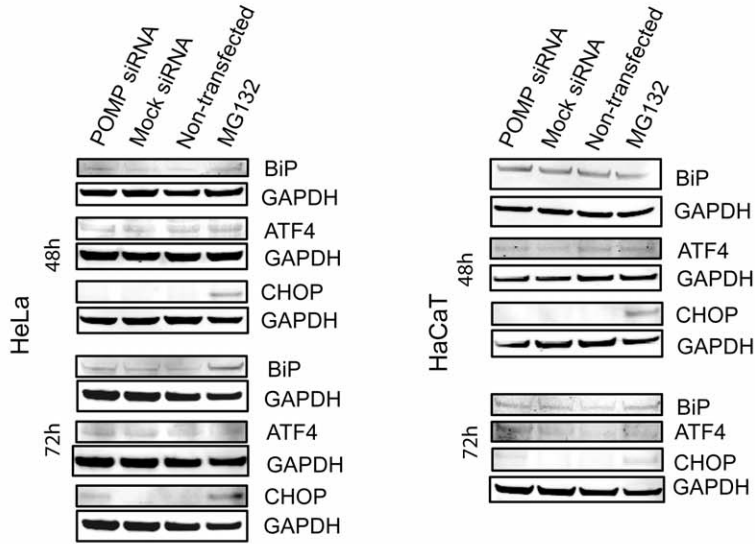 POMP siRNA
Mock siRNA
Non-transfected
MG132
HeLa
48h
BiP
GAPDH
ATF4
GAPDH
CHOP
GAPDH
72h
BiP
GAPDH
ATF4
GAPDH
CHOP
GAPDH
POMP siRNA
Mock siRNA
Non-transfected
MG132
HaCaT
48h
BiP
GAPDH
ATF4
GAPDH
CHOP
GAPDH
72h
BiP
ATF4
CHOP
GAPDH